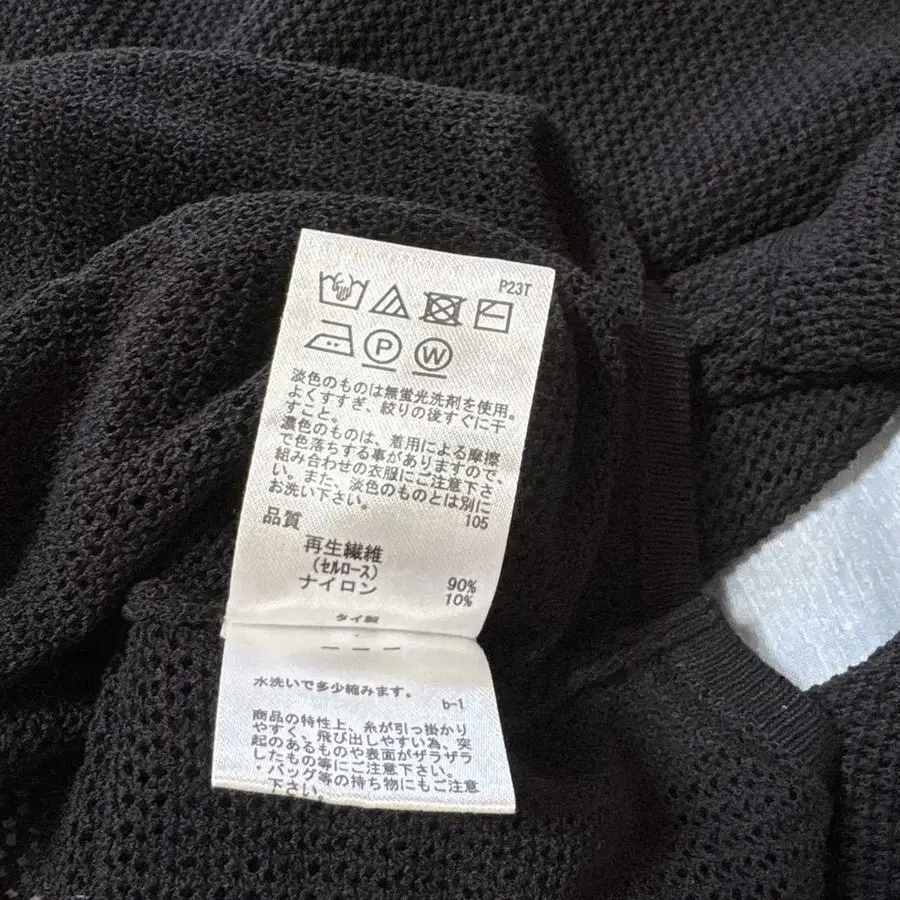 P23T
P
W
淡色のものは無蛍光洗剤を使用。
よくすすぎ、絞りの後すぐに干
すこと。
濃色のものは、着用による摩擦
で色落ちする事がありますので、
組み合わせの衣服にご注意下さ
い。また、淡色のものとは別に
お洗い下さい。
105
品質
再生繊維
(セルロース)
90%
ナイロン
10%
タイ製
水洗いで多少縮みます。
b-1
商品の特性上、糸が引っ掛かり
やすく、飛び出しやすい為、突
起のあるものや表面がザラザラ
したもの等にご注意下さい。
・バッグ等の持ち物にもご注意
下さい。